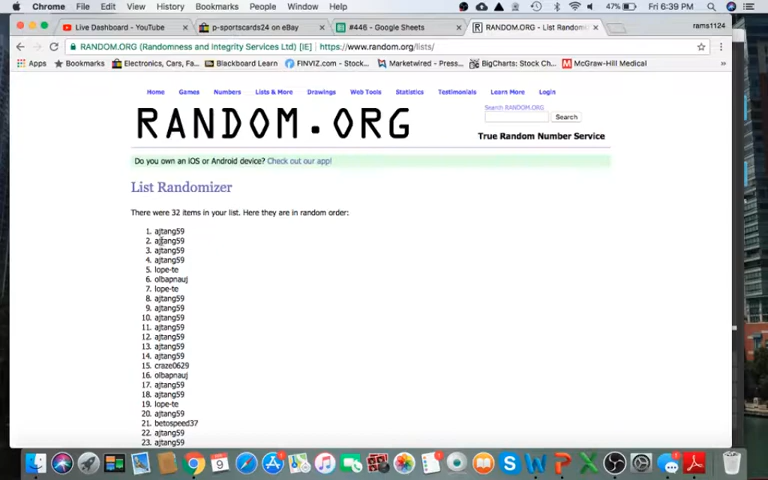 Chrome File Edit View History Bookmarks People Window Help 47% Fri 6:39 PM
Live Dashboard - YouTube p-sportscards24 on eBay #446 - Google Sheets RANDOM.ORG - List Random rams1124
RANDOM.ORG (Randomness and Integrity Services Ltd) [IE] https://www.random.org/lists/
Apps Bookmarks Electronics, Cars, Fa... Blackboard Learn FINVIZ.com - Stock... Marketwired - Press... BigCharts: Stock Ch... McGraw-Hill Medical
Home Games Numbers Lists & More Drawings Web Tools Statistics Testimonials Learn More Login
Search RANDOM.ORG
RANDOM.ORG
Search
True Random Number Service
Do you own an iOS or Android device? Check out our app!
List Randomizer
There were 32 items in your list. Here they are in random order:
1. ajtang59
2. ajtang59
3. ajtang59
4. ajtang59
5. lope-te
6. olbapnauj
7. lope-te
8. ajtang59
9. ajtang59
10. ajtang59
11. ajtang59
12. ajtang59
13. ajtang59
14. ajtang59
15. craze0629
16. olbapnauj
17. ajtang59
18. ajtang59
19. lope-te
20. ajtang59
21. betospeed37
22. ajtang59
23. ajtang59